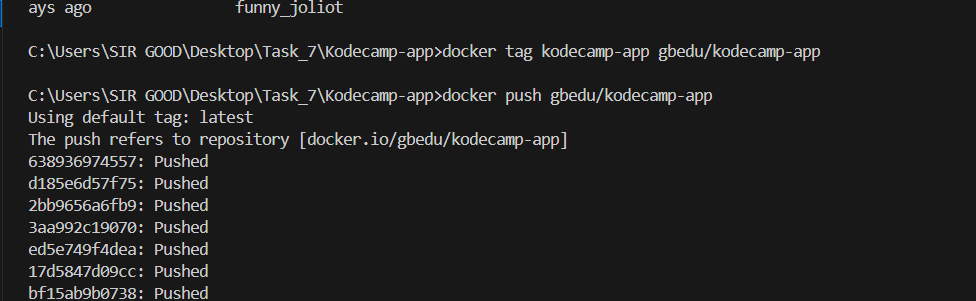 ays ago                    funny_joliot
C:\Users\SIR GOOD\Desktop\Task_7\Kodecamp-app>docker tag kodecamp-app gbedu/kodecamp-app
C:\Users\SIR GOOD\Desktop\Task_7\Kodecamp-app>docker push gbedu/kodecamp-app
Using default tag: latest
The push refers to repository [docker.io/gbedu/kodecamp-app]
638936974557: Pushed
d185e6d57f75: Pushed
2bb9656a6fb9: Pushed
3aa992c19070: Pushed
ed5e749f4dea: Pushed
17d5847d09cc: Pushed
bf15ab9b0738: Pushed